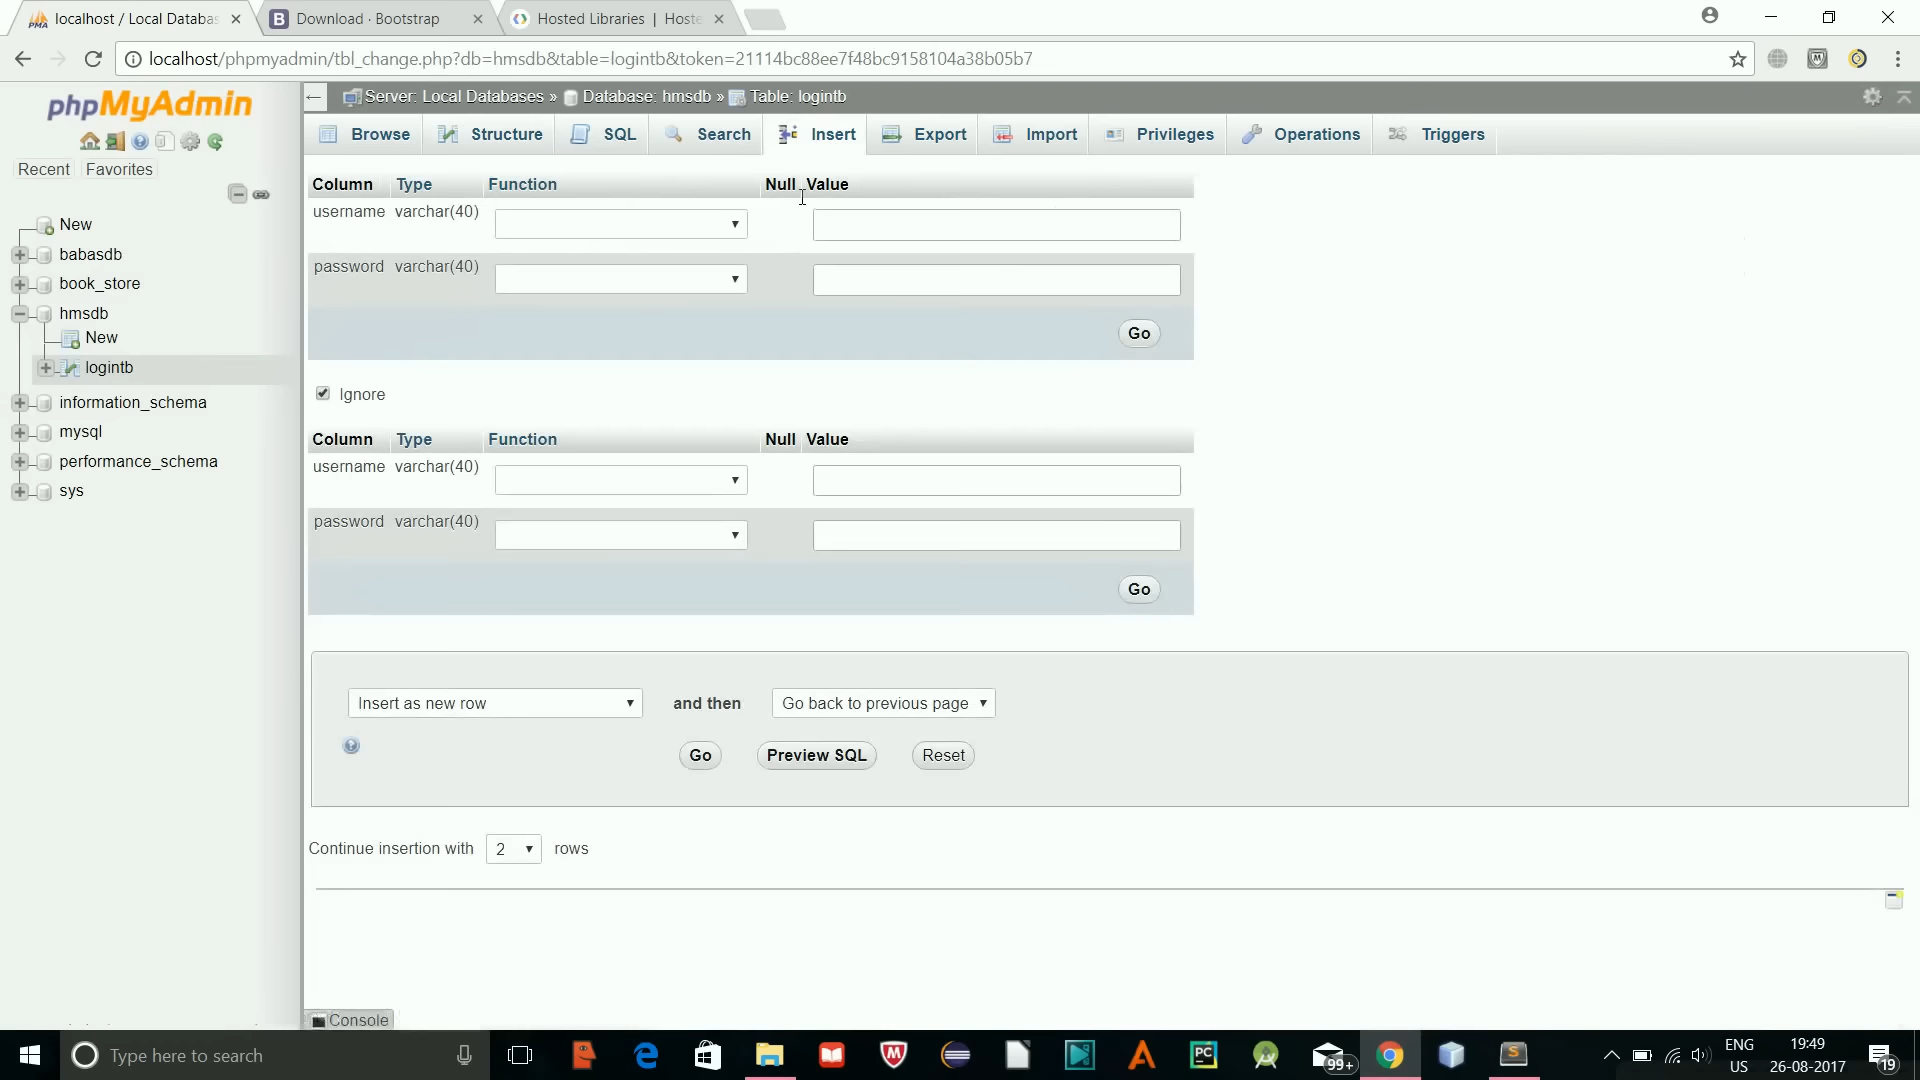 localhost / Local Databas
Download · Bootstrap
Hosted Libraries | Hoste
localhost/phpmyadmin/tbl_change.php?db=hmsdb&table=logintb&token=21114bc88ee7f48bc9158104a38b05b7
phpMyAdmin
Recent
Favorites
New
babasdb
book_store
hmsdb
New
logintb
information_schema
mysql
performance_schema
sys
Server: Local Databases » Database: hmsdb » Table: logintb
Browse
Structure
SQL
Search
Insert
Export
Import
Privileges
Operations
Triggers
Column Type Function Null Value
username varchar(40)
password varchar(40)
Go
Ignore
Column Type Function Null Value
username varchar(40)
password varchar(40)
Go
Insert as new row and then Go back to previous page
Go Preview SQL Reset
Continue insertion with 2 rows
Console
Type here to search
99+
ENG
US
19:49
26-08-2017
19